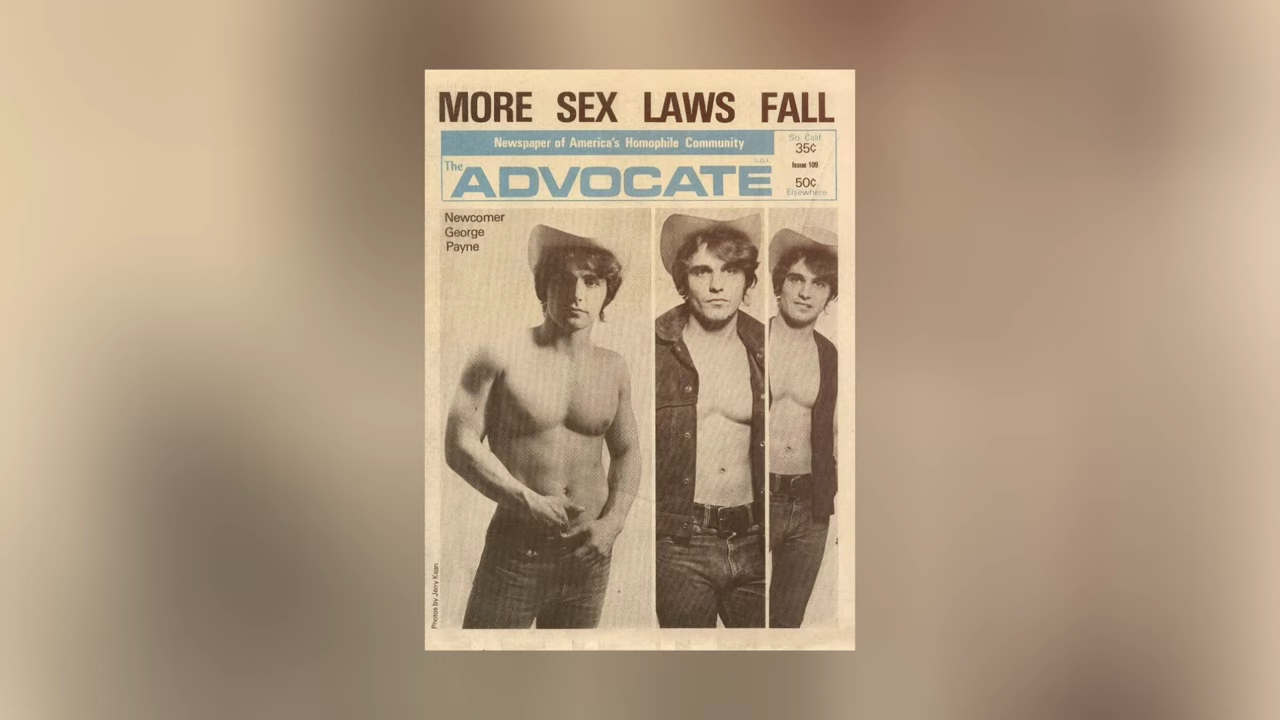 MORE SEX LAWS FALL
Newspaper of America's Homophile Community
The
ADVOCATE
So. Calif.
35¢
Issue 109
50¢
Elsewhere
Newcomer
George
Payne
Photos by Jerry Kean